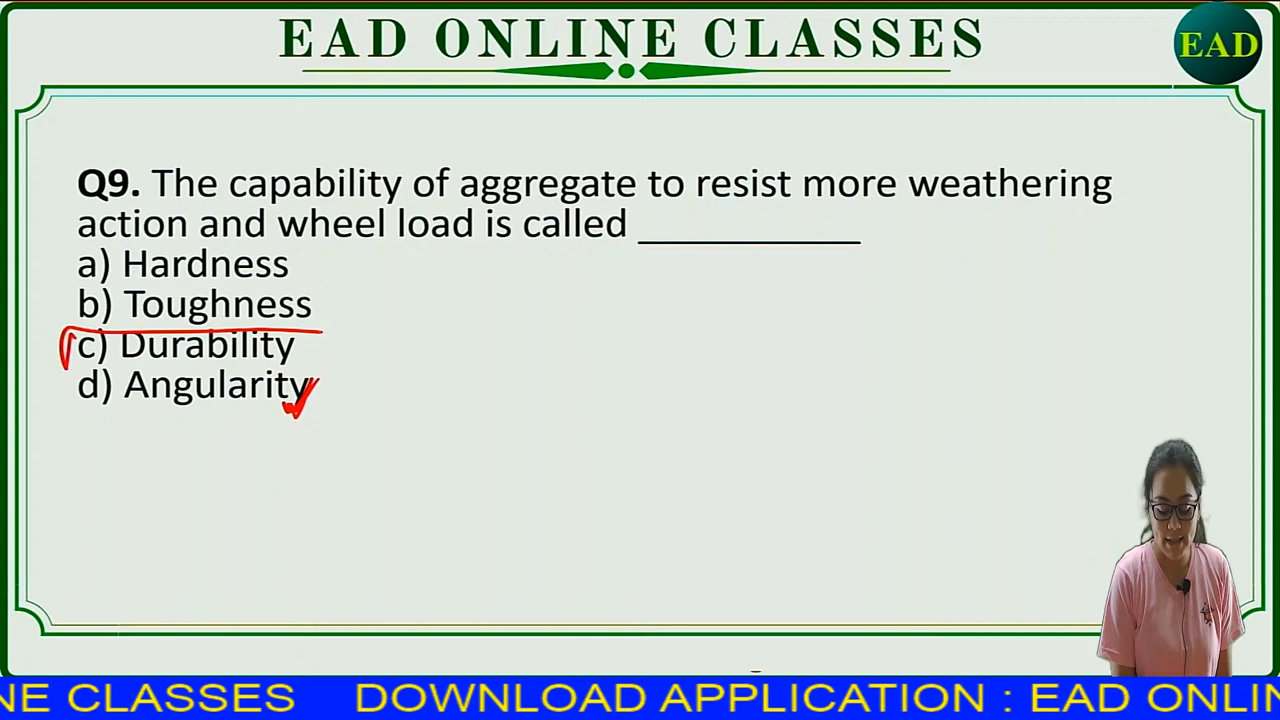 EAD ONLINE CLASSES
EAD
Q9. The capability of aggregate to resist more weathering
action and wheel load is called ___________
a) Hardness
b) Toughness
c) Durability
d) Angularity
NE CLASSES DOWNLOAD APPLICATION : EAD ONLIN